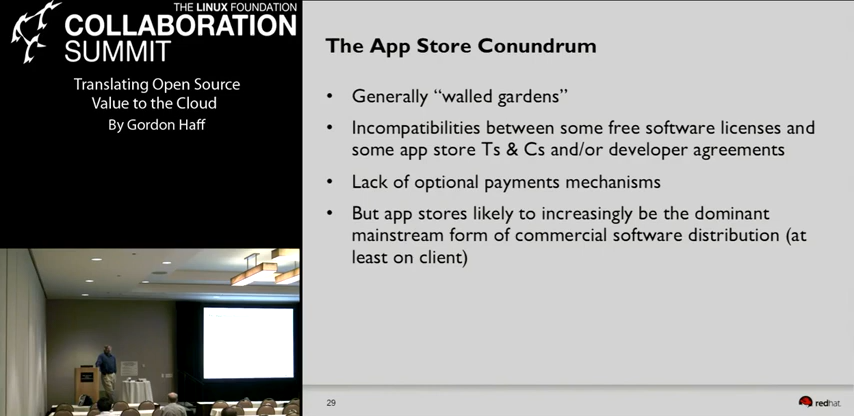 THE LINUX FOUNDATION
COLLABORATION
SUMMIT
Translating Open Source
Value to the Cloud
By Gordon Haff
The App Store Conundrum
• Generally “walled gardens”
• Incompatibilities between some free software licenses and
some app store Ts & Cs and/or developer agreements
• Lack of optional payments mechanisms
• But app stores likely to increasingly be the dominant
mainstream form of commercial software distribution (at
least on client)
29
redhat